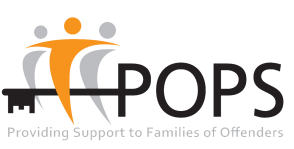 POPS
Providing Support to Families of Offenders